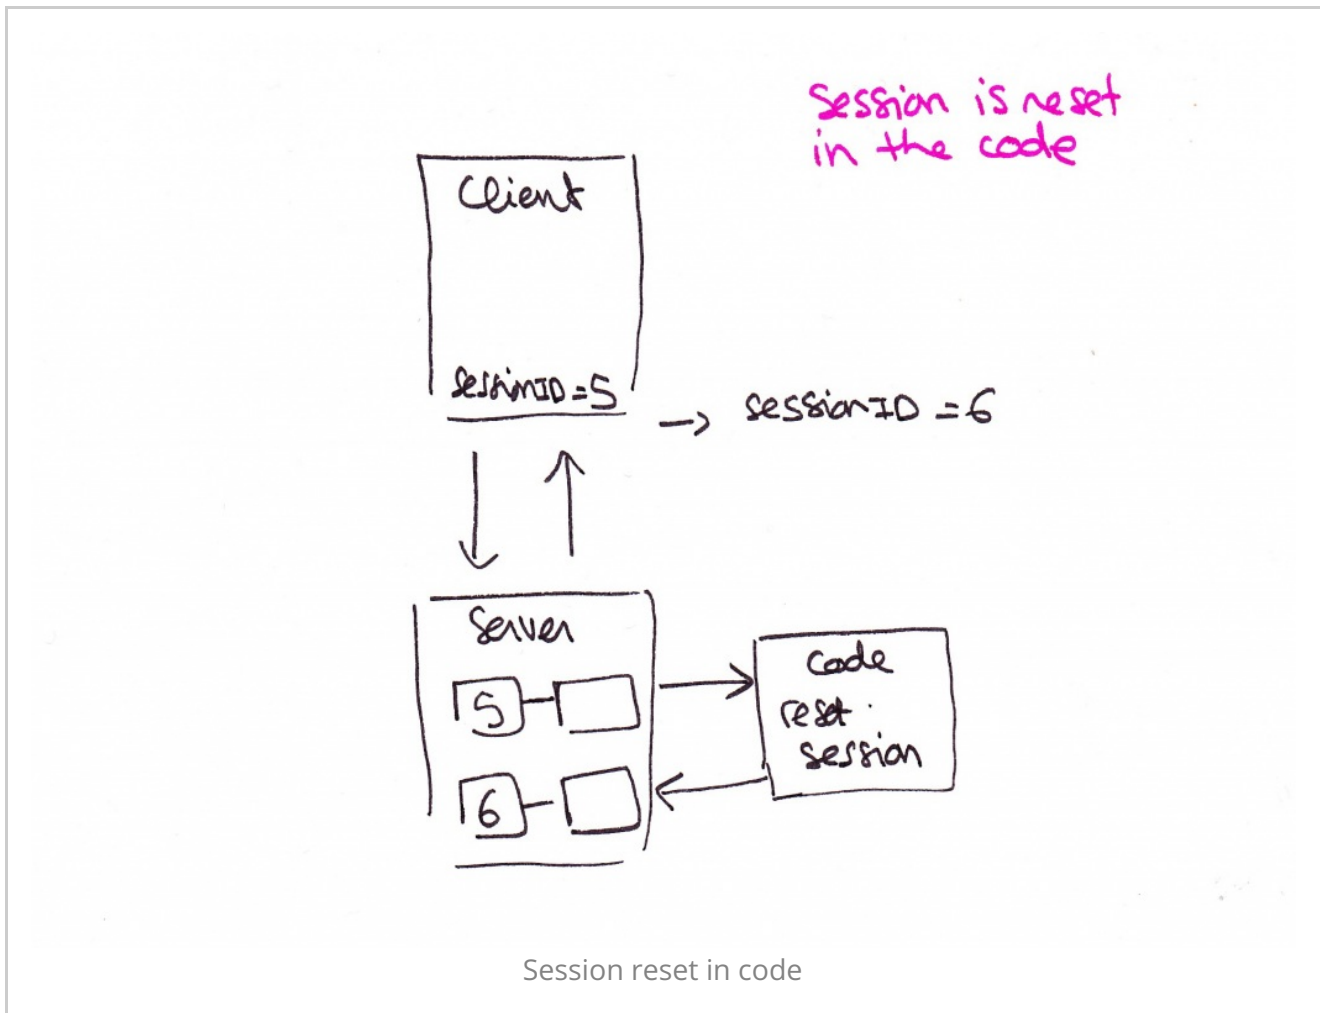 Session is reset
in the code
Client
sessionID=5
→ sessionID = 6
Server
5
6
code
reset
session
Session reset in code